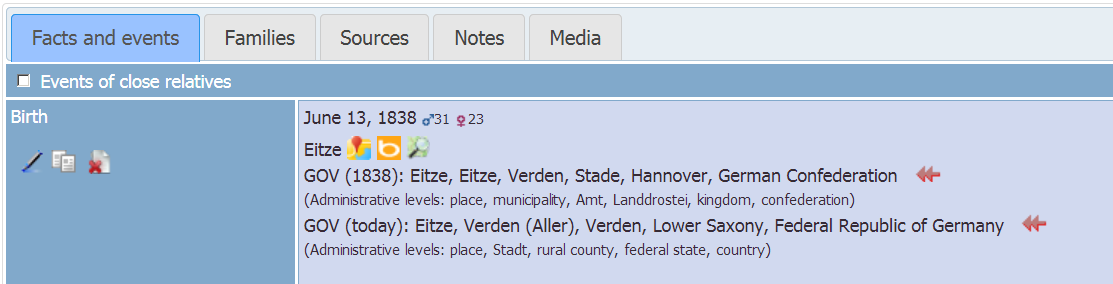 Facts and events Families Sources Notes Media
Events of close relatives
Birth
June 13, 1838 ♂31 ♀23
Eitze
GOV (1838): Eitze, Eitze, Verden, Stade, Hannover, German Confederation
(Administrative levels: place, municipality, Amt, Landdrostei, kingdom, confederation)
GOV (today): Eitze, Verden (Aller), Verden, Lower Saxony, Federal Republic of Germany
(Administrative levels: place, Stadt, rural county, federal state, country)